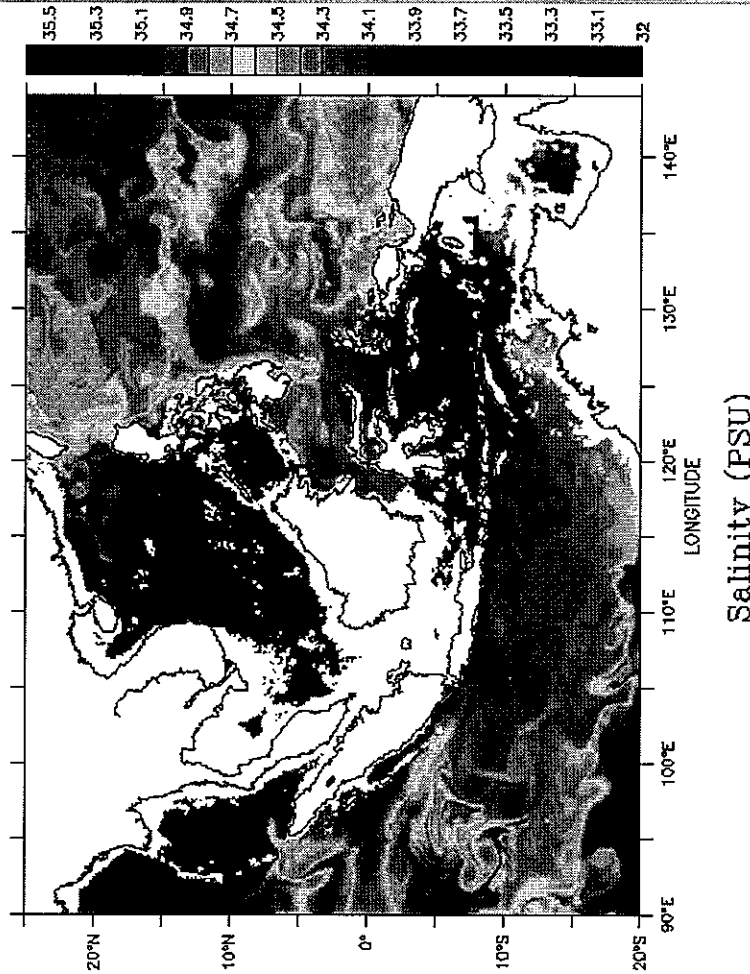 35.5
35.3
35.1
34.9
34.7
34.5
34.3
34.1
33.9
33.7
33.5
33.3
33.1
32
20°N
10°N
0°
10°S
20°S
90°E
100°E
110°E
120°E
130°E
140°E
LONGITUDE
Salinity (PSU)